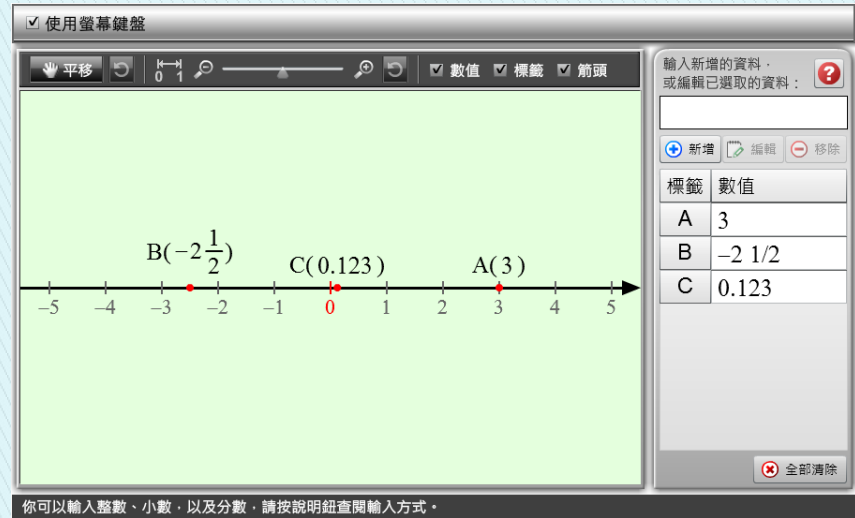 使用螢幕鍵盤
平移 0 1 數值 標籤 箭頭
B(−2 1/2) C(0.123) A(3)
−5 −4 −3 −2 −1 0 1 2 3 4 5
輸入新增的資料，
或編輯已選取的資料： ?
新增 編輯 移除
標籤 數值
A 3
B −2 1/2
C 0.123
全部清除
你可以輸入整數、小數，以及分數，請按說明鈕查閱輸入方式。